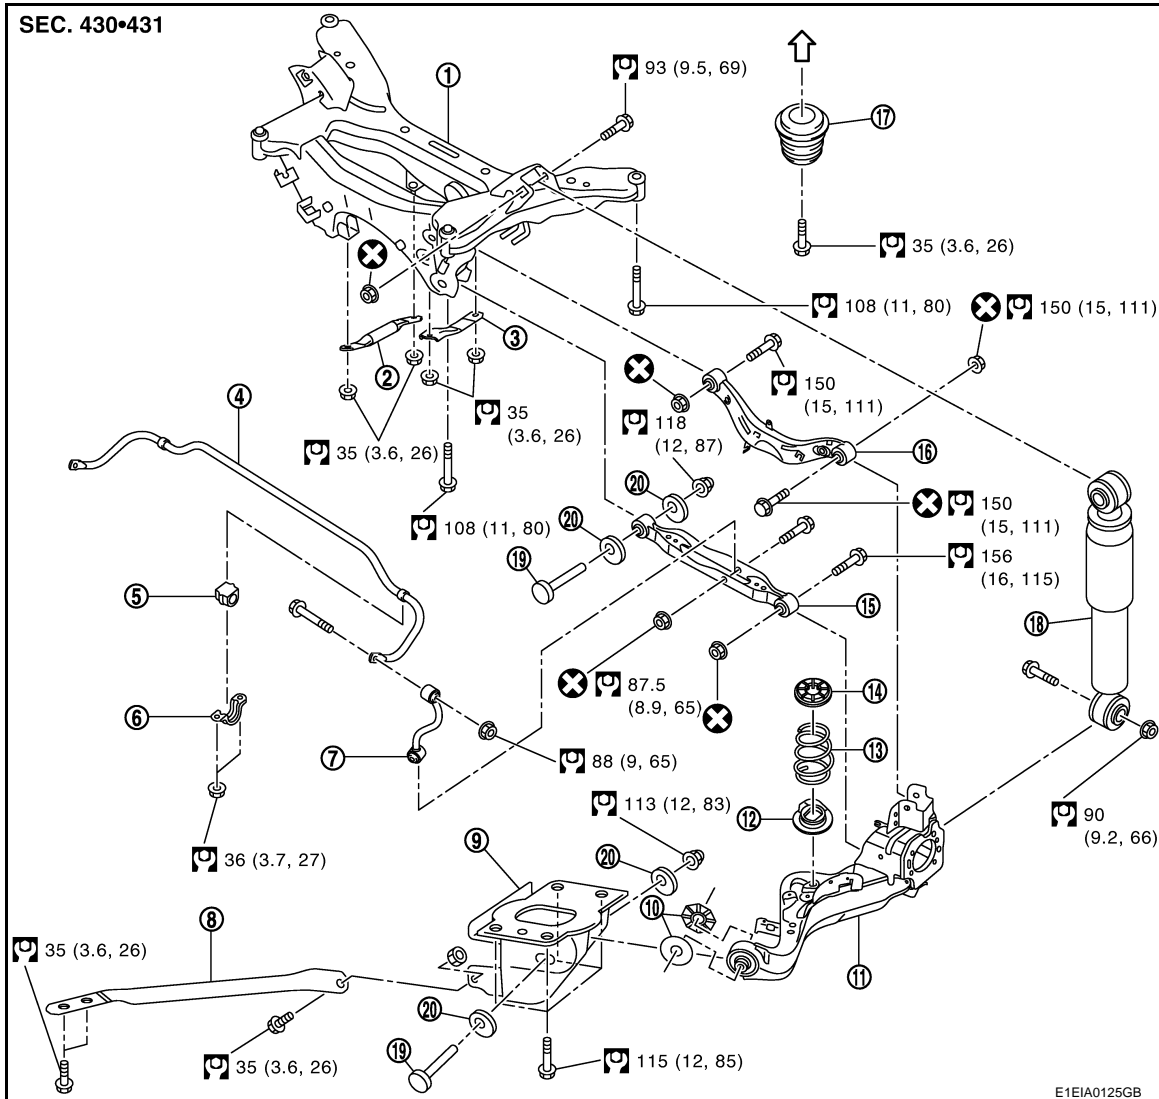 SEC. 430•431
93 (9.5, 69)
1
17
35 (3.6, 26)
108 (11, 80)
150 (15, 111)
3
2
150
(15, 111)
4
35
(3.6, 26)
118
(12, 87)
35 (3.6, 26)
16
20
150
(15, 111)
108 (11, 80)
20
19
156
(16, 115)
5
15
18
87.5
(8.9, 65)
14
6
7
13
88 (9, 65)
113 (12, 83)
12
90
(9.2, 66)
36 (3.7, 27)
9
20
10
8
35 (3.6, 26)
11
20
19
35 (3.6, 26)
115 (12, 85)
E1EIA0125GB